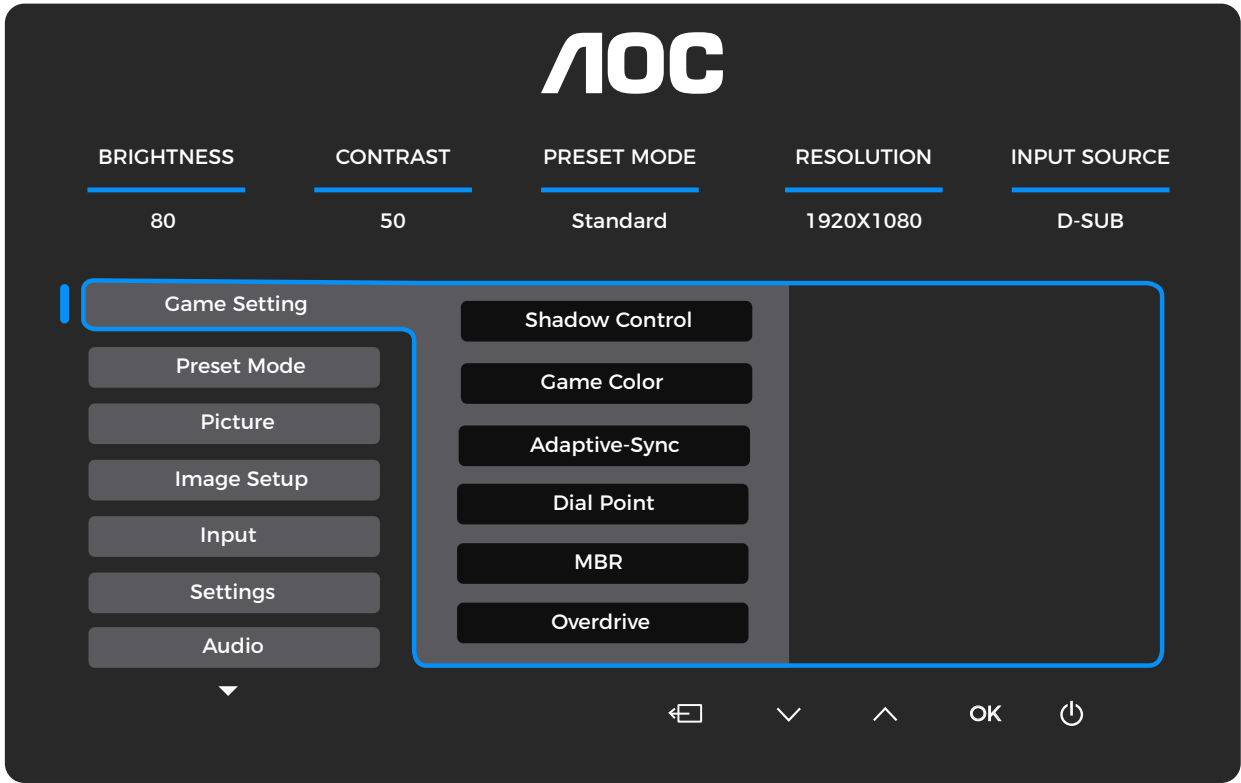 AOC
BRIGHTNESS CONTRAST PRESET MODE RESOLUTION INPUT SOURCE
80 50 Standard 1920X1080 D-SUB
Game Setting
Preset Mode
Picture
Image Setup
Input
Settings
Audio
Shadow Control
Game Color
Adaptive-Sync
Dial Point
MBR
Overdrive
OK